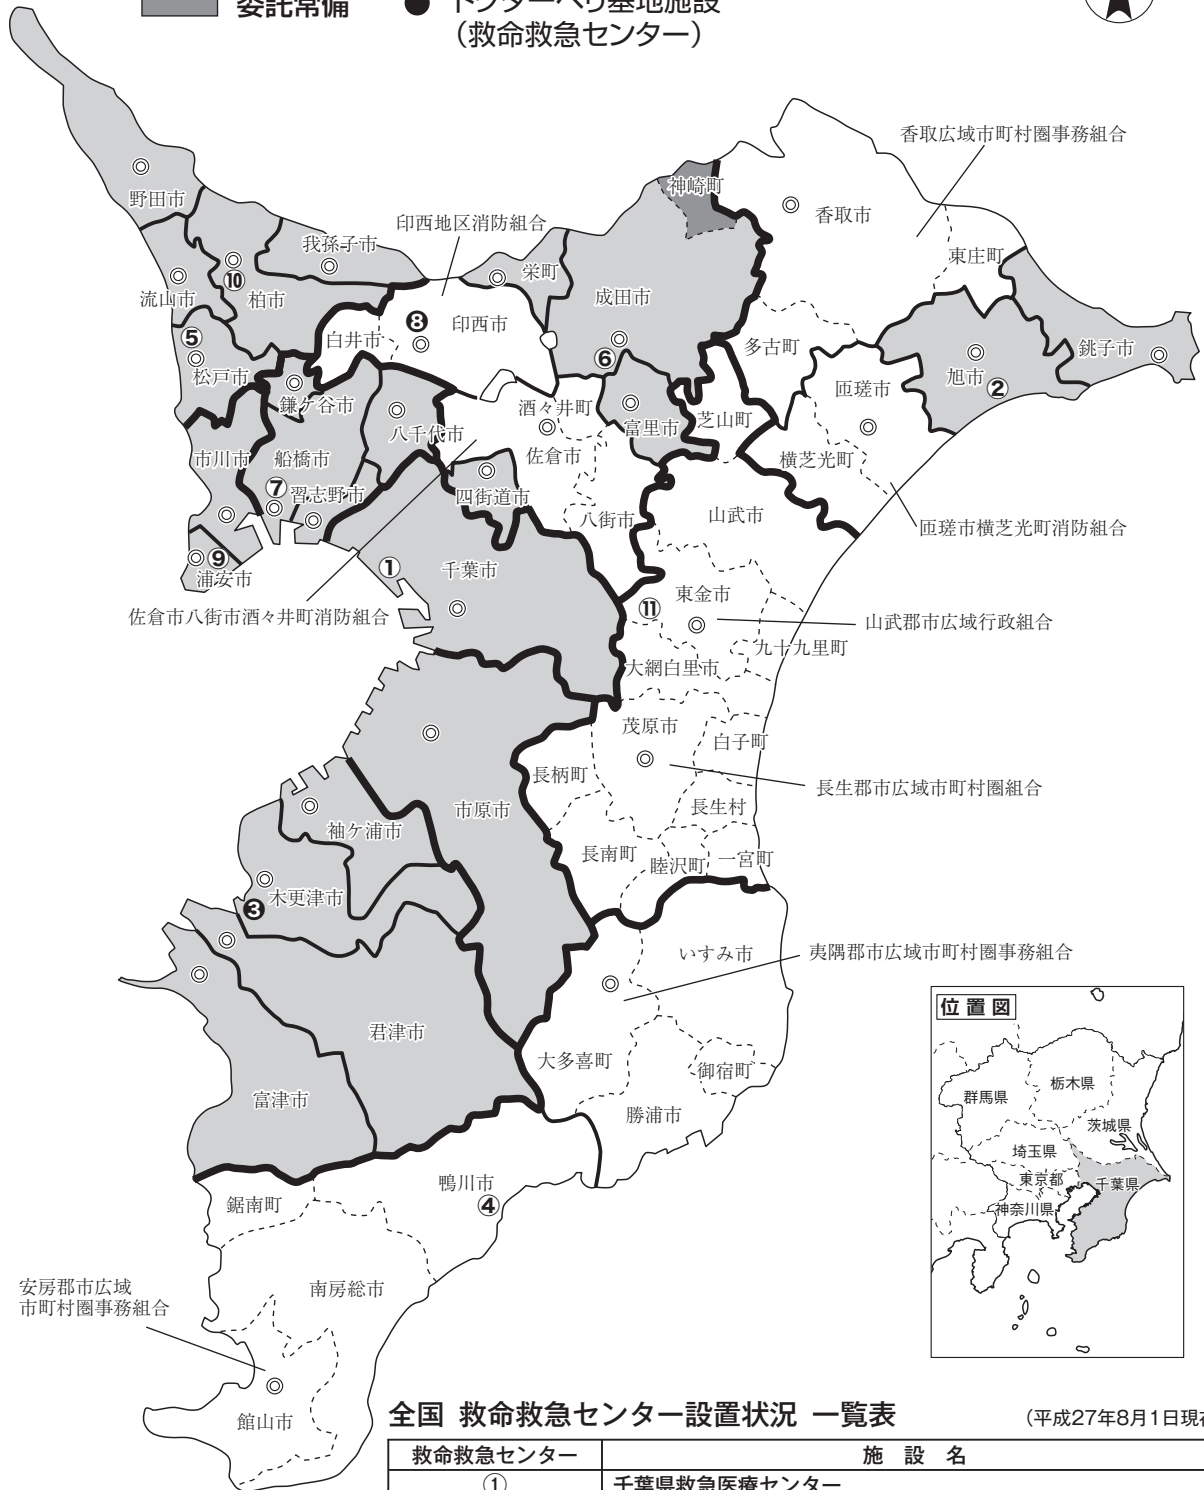 委託常備
● ドクターヘリ基地施設
(救命救急センター)
香取広域市町村圏事務組合
神崎町
香取市
野田市
印西地区消防組合
我孫子市
東庄町
栄町
⑩
流山市
柏市
成田市
⑤
白井市
❽
印西市
多古町
銚子市
松戸市
⑥
匝瑳市
旭市
②
鎌ケ谷市
酒々井町
芝山町
富里市
八千代市
佐倉市
横芝光町
市川市
船橋市
⑦
習志野市
四街道市
八街市
山武市
匝瑳市横芝光町消防組合
⑨
浦安市
①
千葉市
佐倉市八街市酒々井町消防組合
⑪
東金市
山武郡市広域行政組合
九十九里町
大網白里市
茂原市
白子町
長柄町
長生郡市広域市町村圏組合
市原市
長生村
袖ケ浦市
長南町
睦沢町
一宮町
木更津市
❸
いすみ市
夷隅郡市広域市町村圏事務組合
君津市
大多喜町
御宿町
富津市
勝浦市
鴨川市
④
鋸南町
安房郡市広域
市町村圏事務組合
南房総市
館山市
位置図
群馬県
栃木県
茨城県
埼玉県
東京都
千葉県
神奈川県
全国 救命救急センター設置状況 一覧表
(平成27年8月1日現在
救命救急センター 施 設 名
① 千葉県救急医療センター